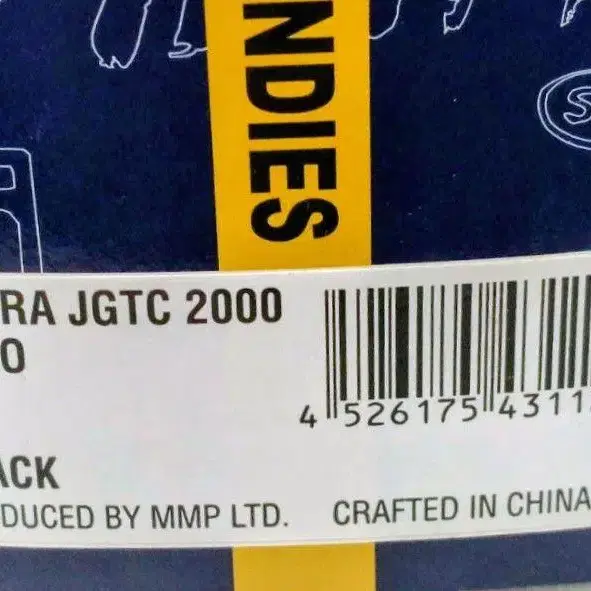 NDIES
S
RA JGTC 2000
O
ACK
DUCED BY MMP LTD.
CRAFTED IN CHINA
4 526175 4311